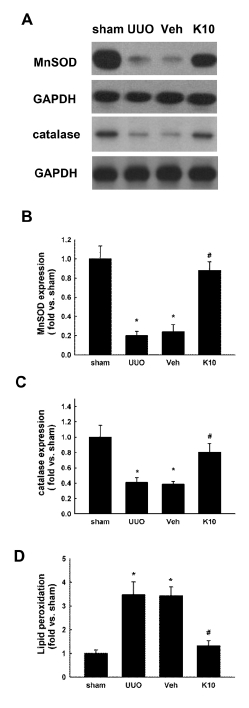 A
sham UUO Veh K10
MnSOD
GAPDH
catalase
GAPDH
B
MnSOD expression
( fold vs. sham)
1.2
1.0
0.8
0.6
0.4
0.2
0.0
*
*
#
sham UUO Veh K10
C
catalase expression
( fold vs. sham)
1.4
1.2
1.0
0.8
0.6
0.4
0.2
0.0
*
*
#
sham UUO Veh K10
D
Lipid peroxidation
(fold vs. sham)
5
4
3
2
1
0
*
*
#
sham UUO Veh K10